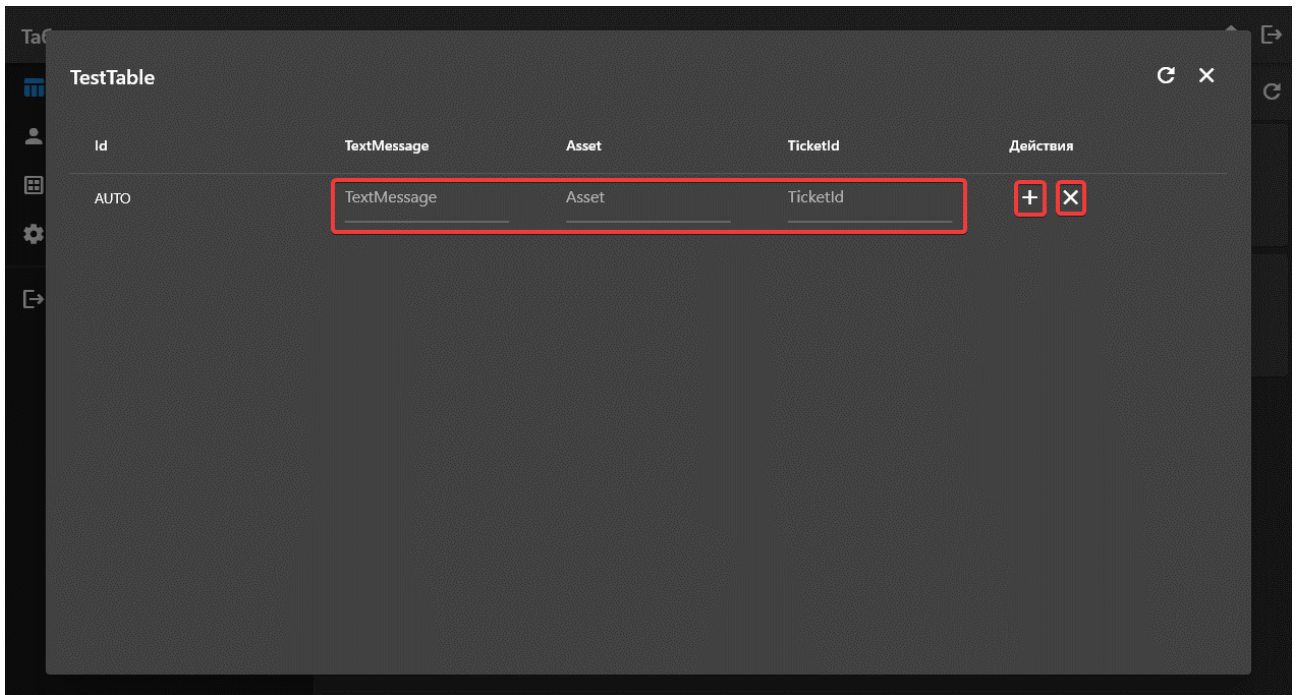 TestTable
Id TextMessage Asset TicketId Действия
AUTO TextMessage Asset TicketId